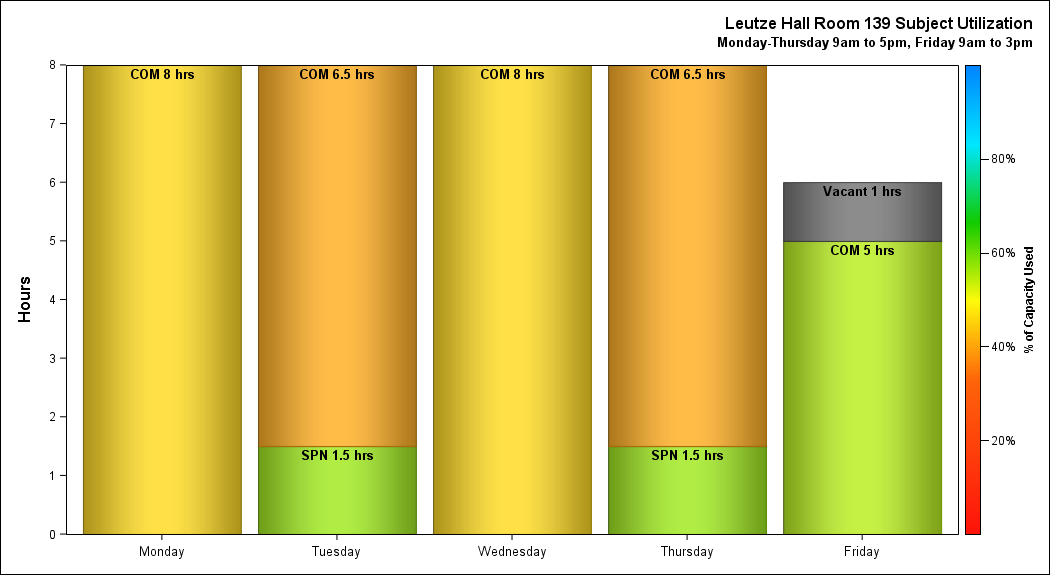 Leutze Hall Room 139 Subject Utilization
Monday-Thursday 9am to 5pm, Friday 9am to 3pm
Hours
8
7
6
5
4
3
2
1
0
COM 8 hrs
COM 6.5 hrs
COM 8 hrs
COM 6.5 hrs
Vacant 1 hrs
COM 5 hrs
SPN 1.5 hrs
SPN 1.5 hrs
Monday
Tuesday
Wednesday
Thursday
Friday
80%
60%
40%
20%
% of Capacity Used